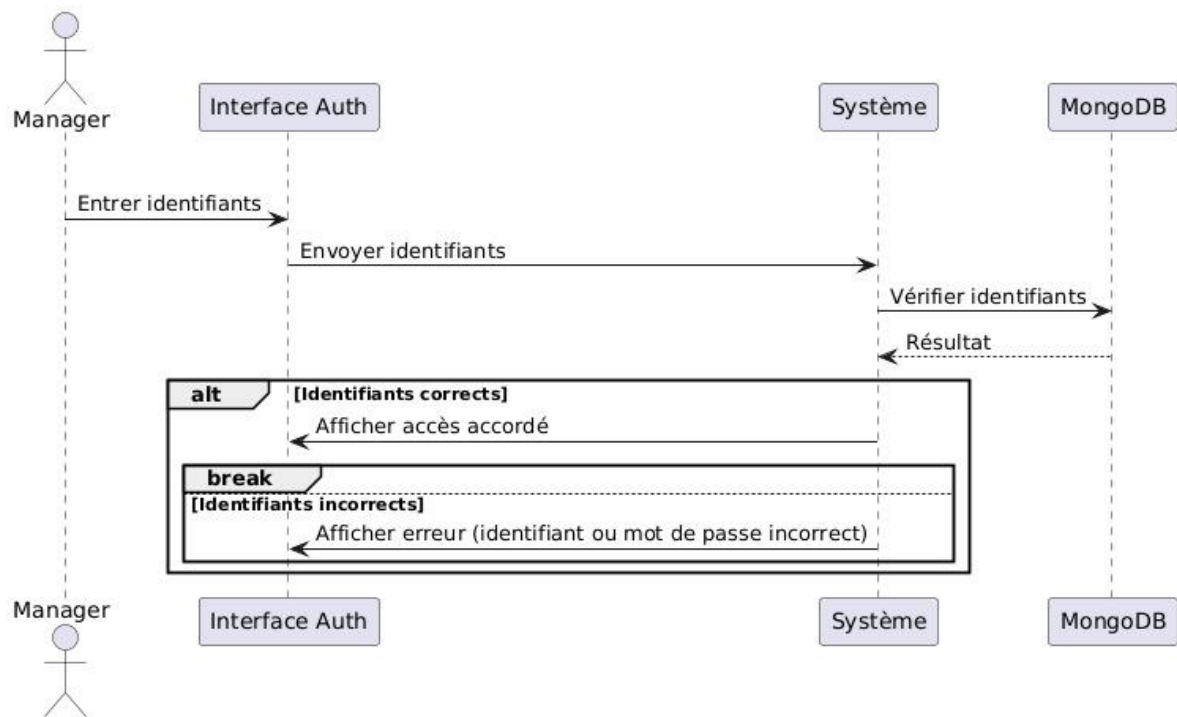 Manager
Interface Auth
Système
MongoDB
Entrer identifiants
Envoyer identifiants
Vérifier identifiants
Résultat
alt
[Identifiants corrects]
Afficher accès accordé
break
[Identifiants incorrects]
Afficher erreur (identifiant ou mot de passe incorrect)
Manager
Interface Auth
Système
MongoDB